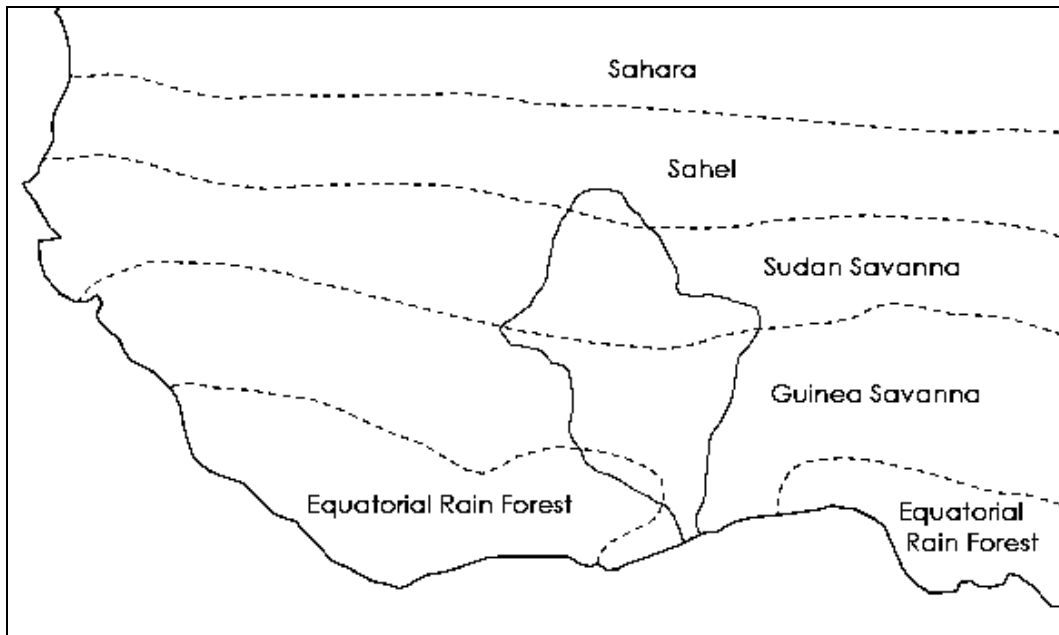 Sahara
Sahel
Sudan Savanna
Guinea Savanna
Equatorial Rain Forest
Equatorial
Rain Forest